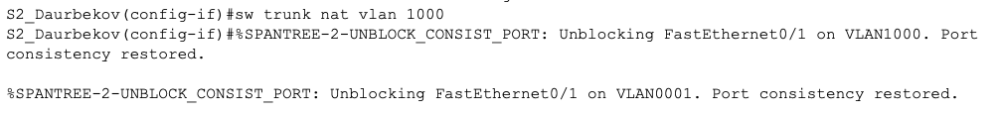 S2_Daurbekov(config-if)#sw trunk nat vlan 1000
S2_Daurbekov(config-if)#%SPANTREE-2-UNBLOCK_CONSIST_PORT: Unblocking FastEthernet0/1 on VLAN1000. Port
consistency restored.
%SPANTREE-2-UNBLOCK_CONSIST_PORT: Unblocking FastEthernet0/1 on VLAN0001. Port consistency restored.